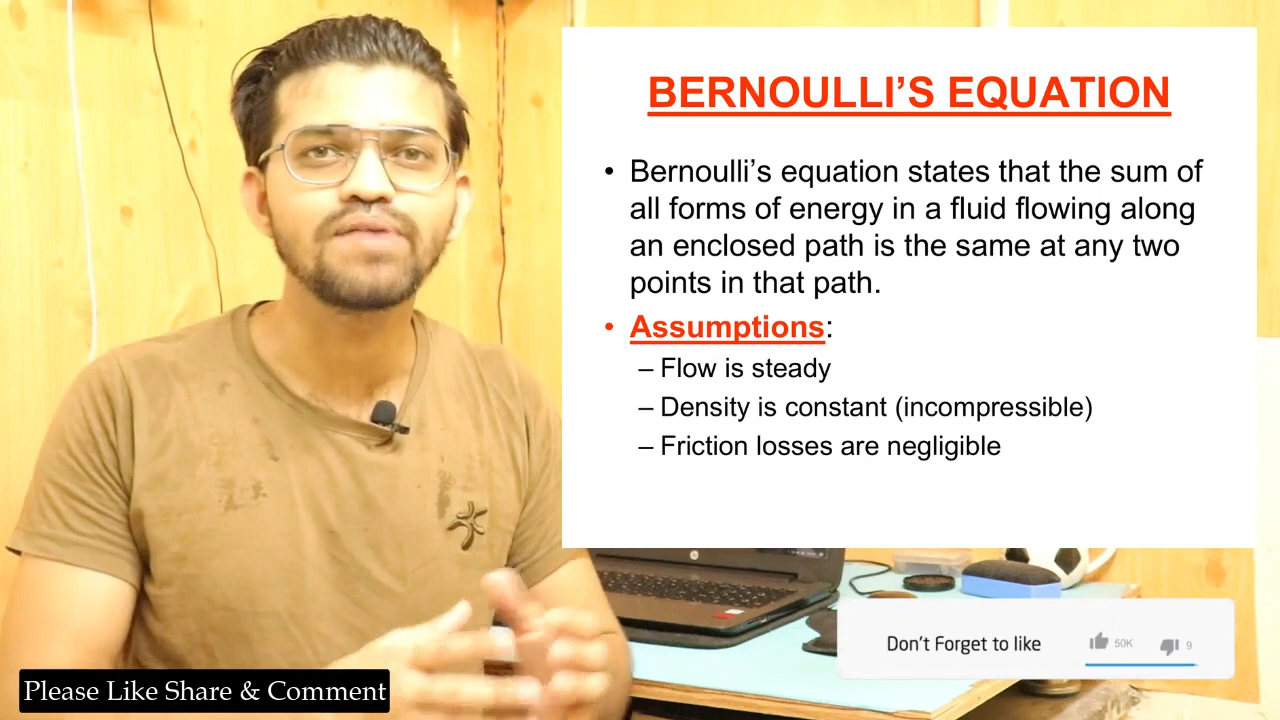 BERNOULLI’S EQUATION
• Bernoulli’s equation states that the sum of
all forms of energy in a fluid flowing along
an enclosed path is the same at any two
points in that path.
• Assumptions:
– Flow is steady
– Density is constant (incompressible)
– Friction losses are negligible
Don't Forget to like
50K
9
Please Like Share & Comment